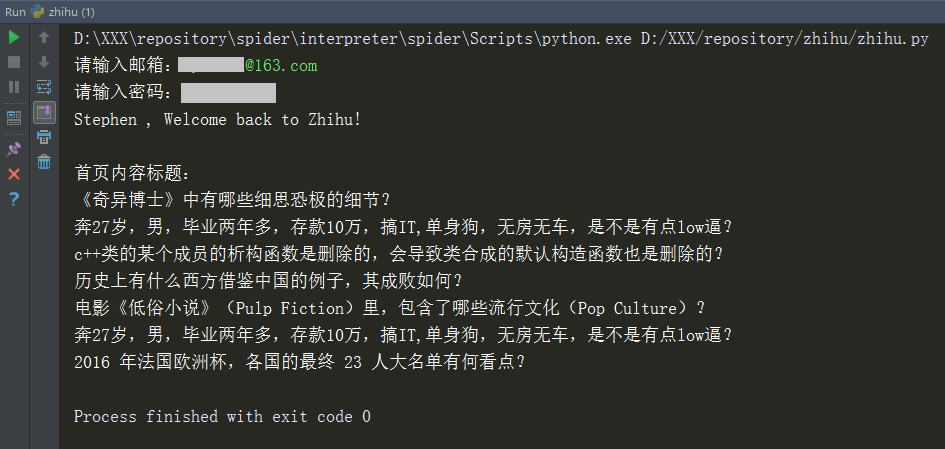 Run zhihu (1)
D:\XXX\repository\spider\interpreter\spider\Scripts\python.exe D:/XXX/repository/zhihu/zhihu.py
请输入邮箱: @163.com
请输入密码:
Stephen , Welcome back to Zhihu!
首页内容标题:
《奇异博士》中有哪些细思恐极的细节?
奔27岁，男，毕业两年多，存款10万，搞IT,单身狗，无房无车，是不是有点low逼?
c++类的某个成员的析构函数是删除的，会导致类合成的默认构造函数也是删除的?
历史上有什么西方借鉴中国的例子，其成败如何?
电影《低俗小说》（Pulp Fiction）里，包含了哪些流行文化（Pop Culture）?
奔27岁，男，毕业两年多，存款10万，搞IT,单身狗，无房无车，是不是有点low逼?
2016 年法国欧洲杯，各国的最终 23 人大名单有何看点?
Process finished with exit code 0